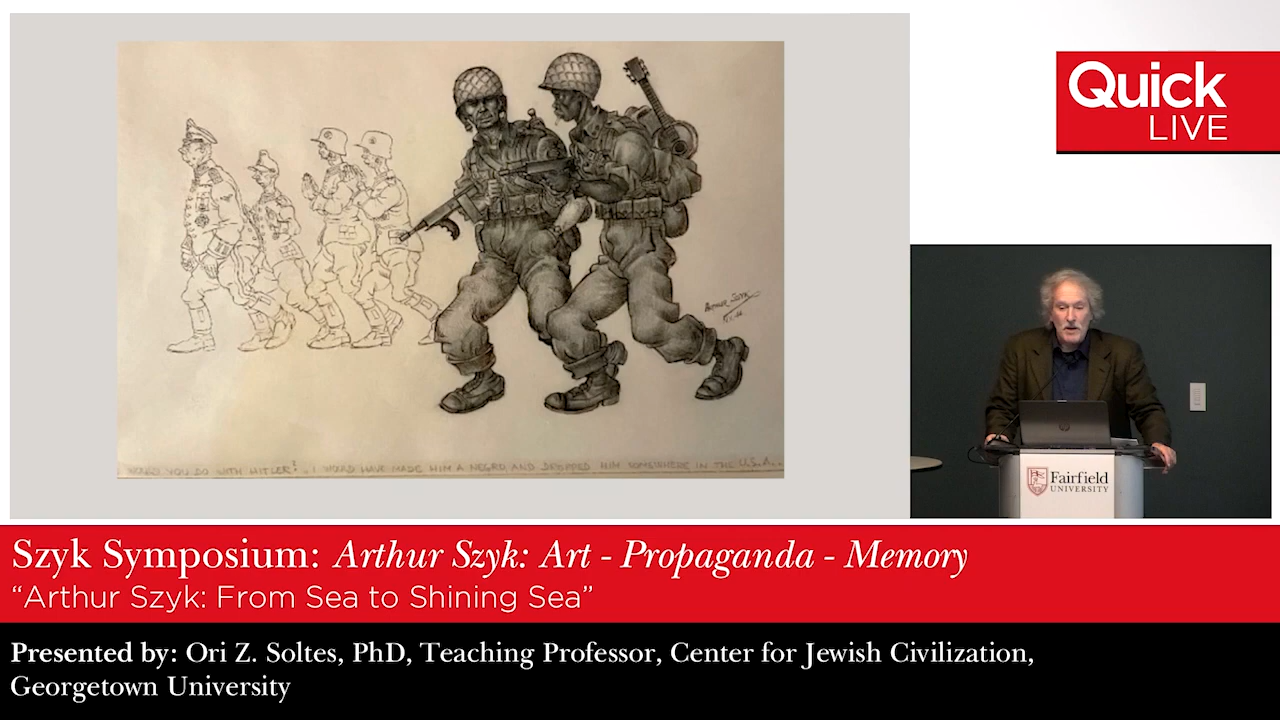 Quick
LIVE
ARTHUR SZYK
YOU DO WITH HITLER? I WOULD HAVE MADE HIM A NEGRO, AND DROPPED HIM SOMEWHERE IN THE U.S.A.
Fairfield
UNIVERSITY
Szyk Symposium: Arthur Szyk: Art - Propaganda - Memory
“Arthur Szyk: From Sea to Shining Sea”
Presented by: Ori Z. Soltes, PhD, Teaching Professor, Center for Jewish Civilization,
Georgetown University